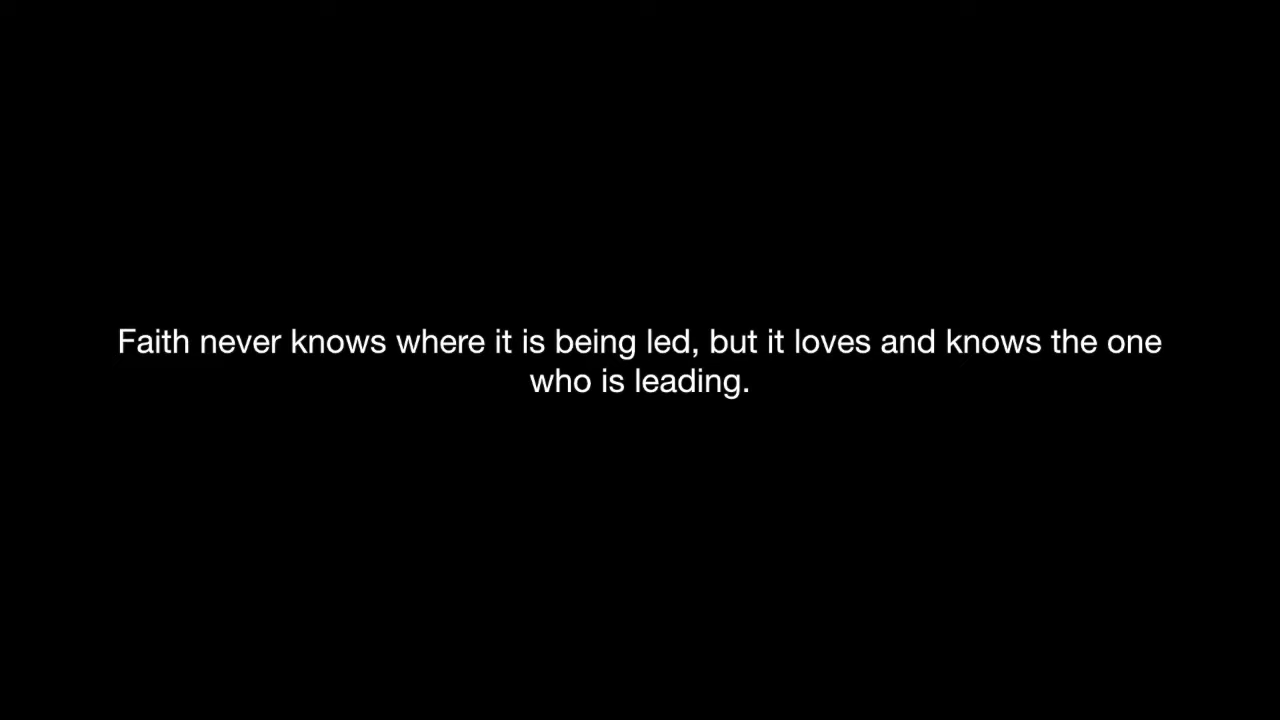 Faith never knows where it is being led, but it loves and knows the one
who is leading.